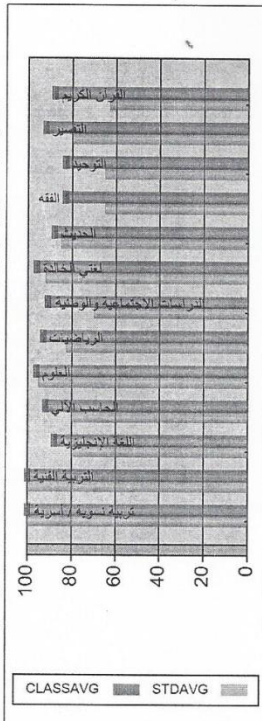 القرآن الكريم
التفسير
التوحيد
الفقه
الحديث
لغتي الخالدة
الدراسات الاجتماعية والوطنية
الرياضيات
العلوم
الحاسب الآلي
اللغة الإنجليزية
التربية الفنية
تربية نسوية / أسرية
100
80
60
40
20
0
CLASSAVG
STDAVG